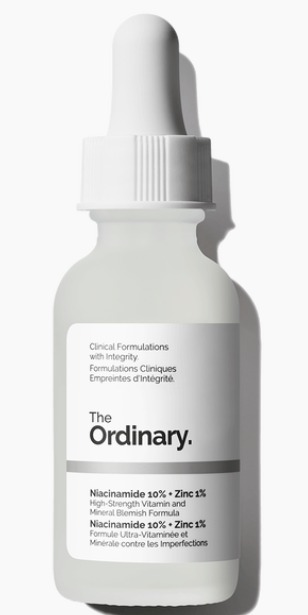 Clinical Formulations
with Integrity.
Formulations Cliniques
Empreintes d'Intégrité.
The
Ordinary.
Niacinamide 10% + Zinc 1%
High-Strength Vitamin and
Mineral Blemish Formula
Niacinamide 10% + Zinc 1%
Formule Ultra-Vitaminée et
Minérale contre les Imperfections